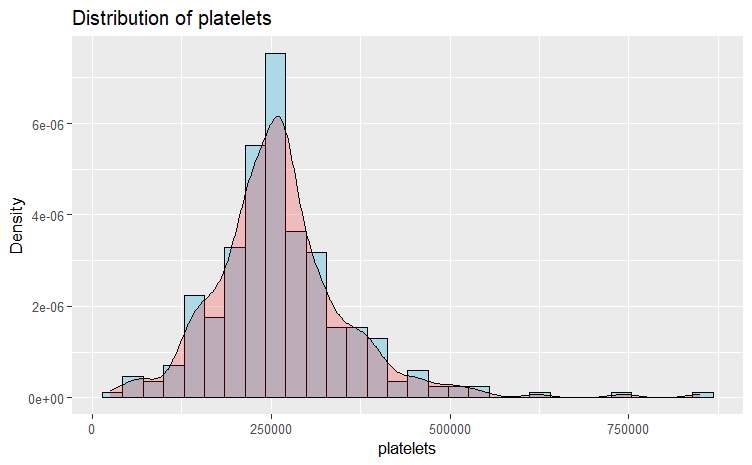 Distribution of platelets
6e-06
4e-06
2e-06
0e+00
Density
0 250000 500000 750000
platelets